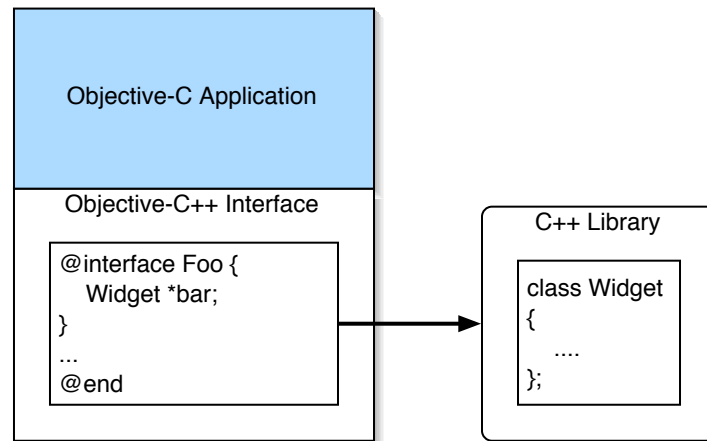 Objective-C Application
Objective-C++ Interface
@interface Foo {
Widget *bar;
}
...
@end
C++ Library
class Widget
{
....
};